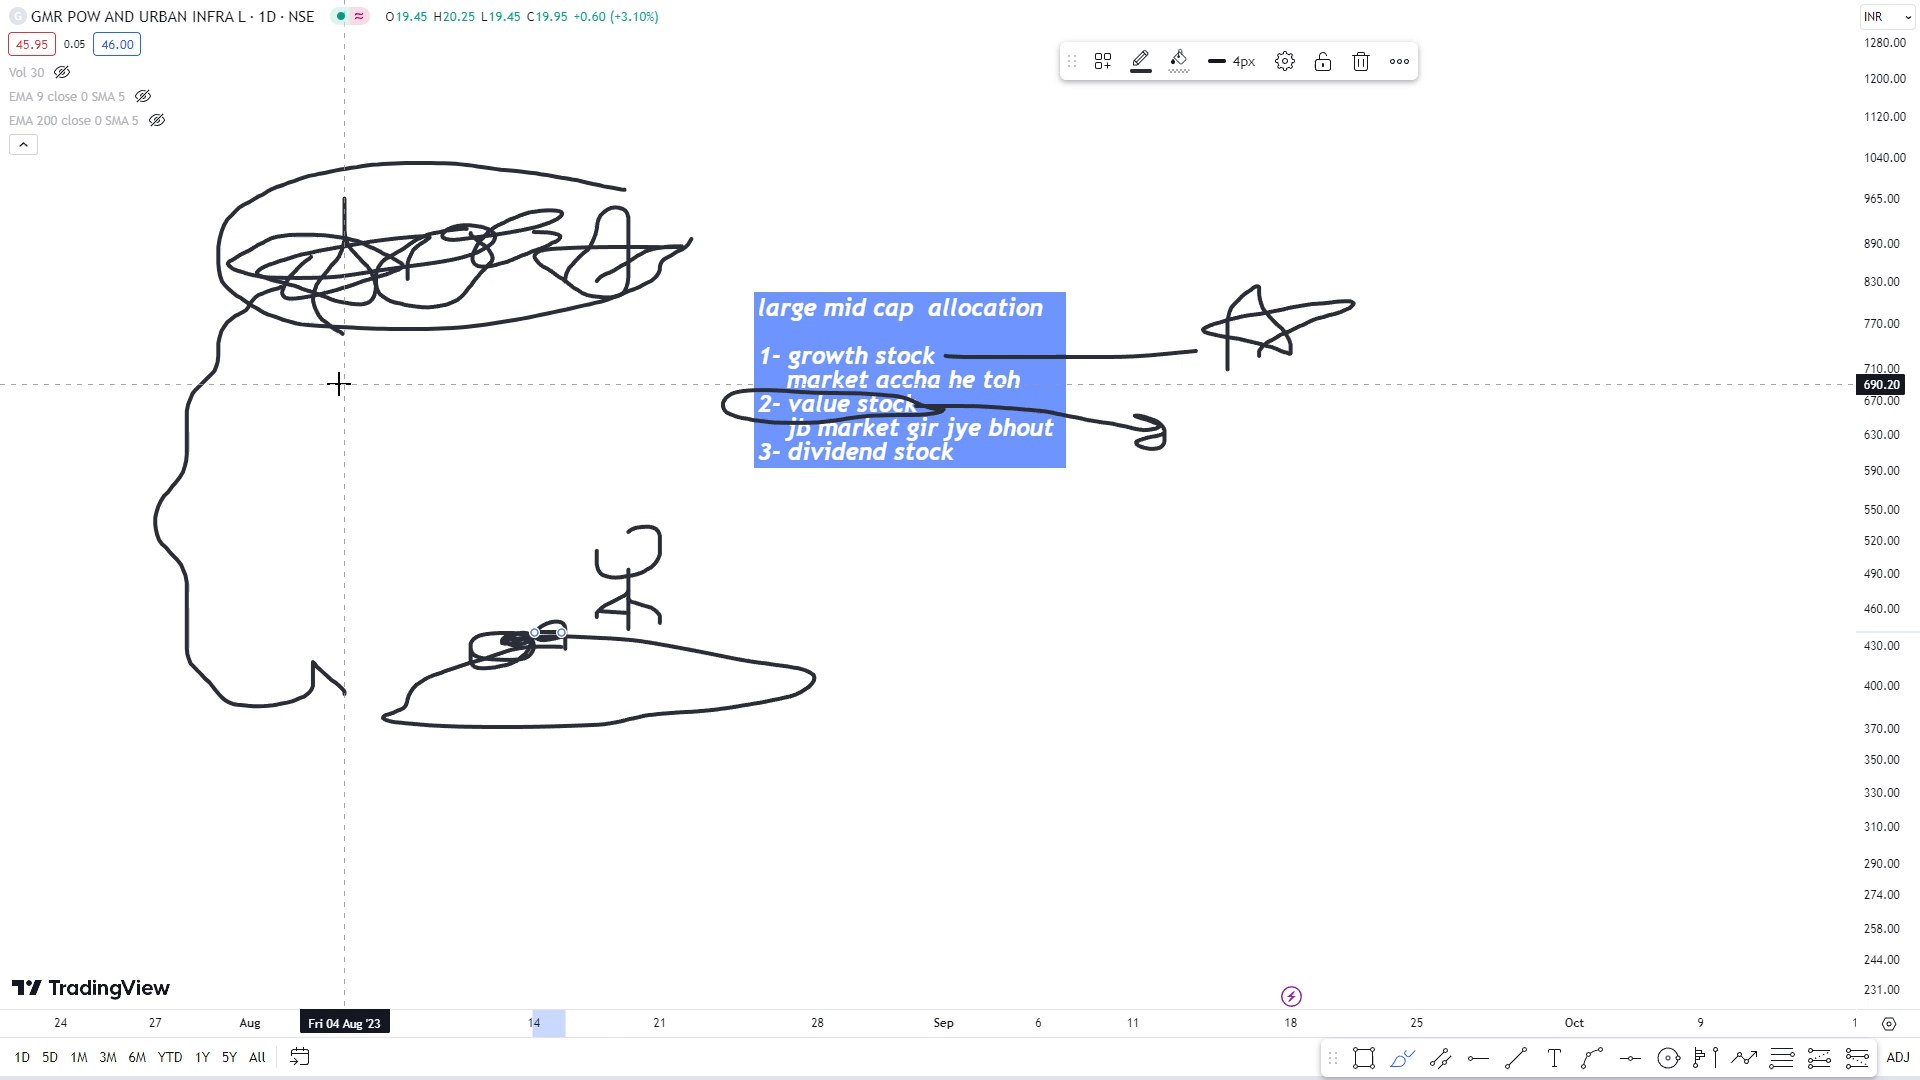 GMR POW AND URBAN INFRA L · 1D · NSE
O19.45 H20.25 L19.45 C19.95 +0.60 (+3.10%)
INR
45.95 0.05 46.00
Vol 30
EMA 9 close 0 SMA 5
EMA 200 close 0 SMA 5
4px
1280.00
1200.00
1120.00
1040.00
965.00
890.00
830.00
770.00
710.00
690.20
670.00
630.00
590.00
550.00
520.00
490.00
460.00
430.00
400.00
370.00
350.00
330.00
310.00
290.00
274.00
258.00
244.00
231.00
large mid cap allocation
1- growth stock
market accha he toh
2- value stock
jb market gir jye bhout
3- dividend stock
TradingView
24 27 Aug Fri 04 Aug '23 14 21 28 Sep 6 11 18 25 Oct 9 1
1D 5D 1M 3M 6M YTD 1Y 5Y All
ADJ